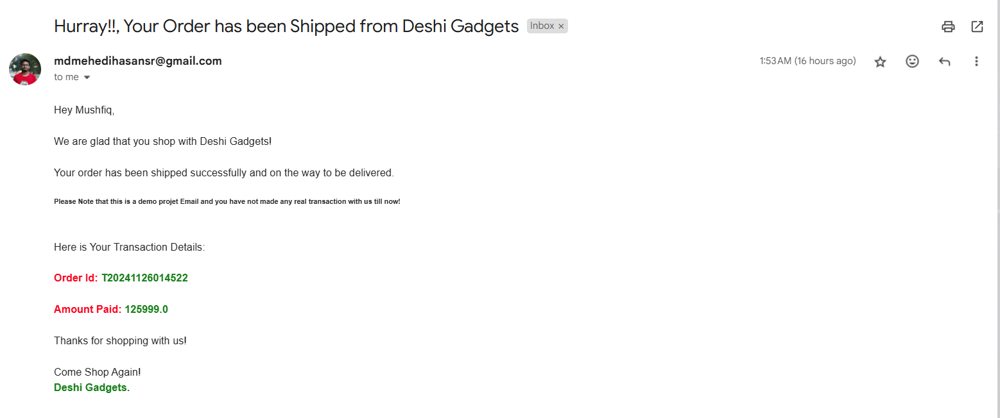 Hurray!!, Your Order has been Shipped from Deshi Gadgets Inbox ×
mdmehedihasansr@gmail.com 1:53 AM (16 hours ago)
to me
Hey Mushfiq,
We are glad that you shop with Deshi Gadgets!
Your order has been shipped successfully and on the way to be delivered.
Please Note that this is a demo projet Email and you have not made any real transaction with us till now!
Here is Your Transaction Details:
Order Id: T20241126014522
Amount Paid: 125999.0
Thanks for shopping with us!
Come Shop Again!
Deshi Gadgets.